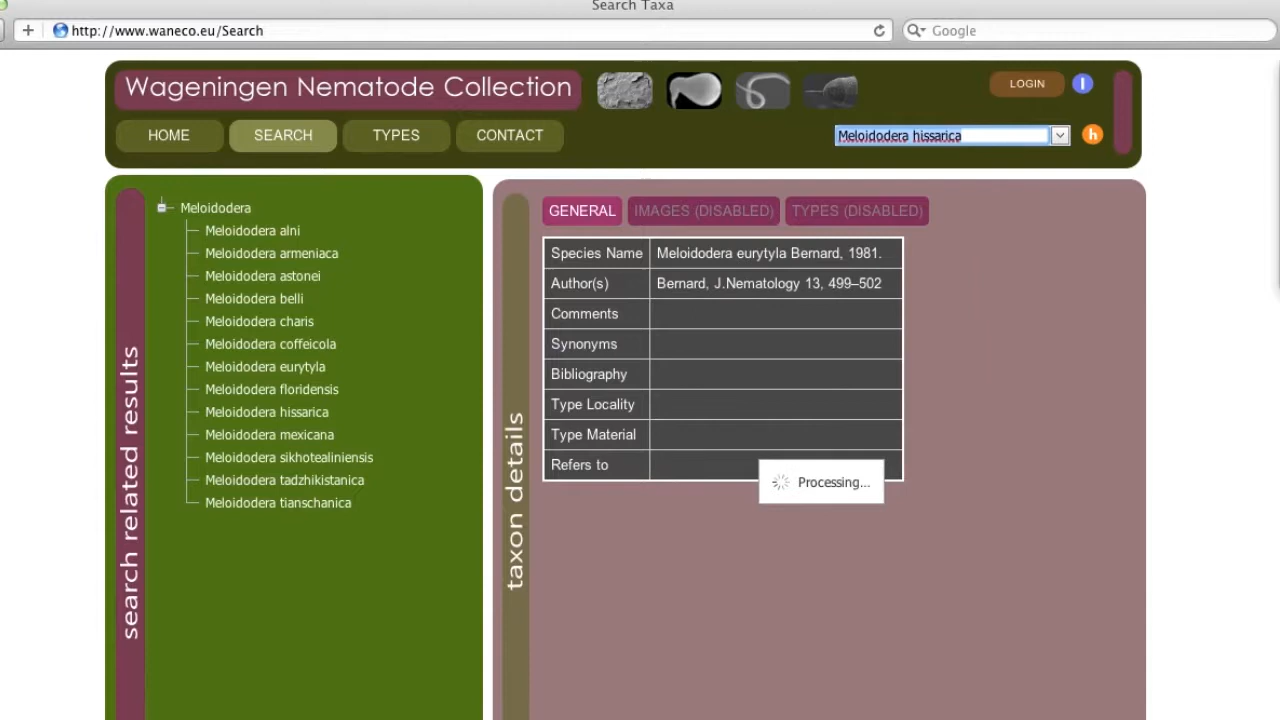 Search Taxa
http://www.waneco.eu/Search
Google
Wageningen Nematode Collection
LOGIN
I
HOME
SEARCH
TYPES
CONTACT
Meloidodera hissarica
h
search related results
Meloidodera
Meloidodera alni
Meloidodera armeniaca
Meloidodera astonei
Meloidodera belli
Meloidodera charis
Meloidodera coffeicola
Meloidodera eurytyla
Meloidodera floridensis
Meloidodera hissarica
Meloidodera mexicana
Meloidodera sikhotealiniensis
Meloidodera tadzhikistanica
Meloidodera tianschanica
taxon details
GENERAL
IMAGES (DISABLED)
TYPES (DISABLED)
Species Name Meloidodera eurytyla Bernard, 1981.
Author(s) Bernard, J.Nematology 13, 499–502
Comments
Synonyms
Bibliography
Type Locality
Type Material
Refers to
Processing...